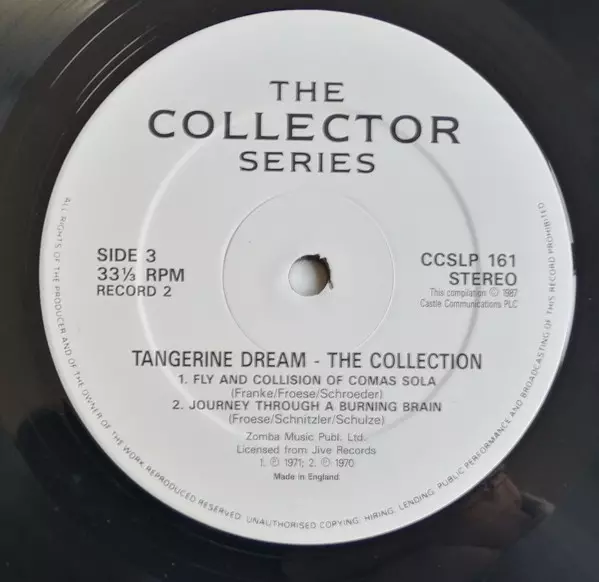 THE
COLLECTOR
SERIES
SIDE 3
33⅓ RPM
RECORD 2
CCSLP 161
STEREO
This compilation © 1987
Castle Communications PLC
TANGERINE DREAM - THE COLLECTION
1. FLY AND COLLISION OF COMAS SOLA
(Franke/Froese/Schroeder)
2. JOURNEY THROUGH A BURNING BRAIN
(Froese/Schnitzler/Schulze)
Zomba Music Publ. Ltd.
Licensed from Jive Records
1. ℗ 1971; 2. ℗ 1970
Made in England
ALL RIGHTS OF THE PRODUCER AND OF THE OWNER OF THE WORK REPRODUCED RESERVED. UNAUTHORISED COPYING, HIRING, LENDING, PUBLIC PERFORMANCE AND BROADCASTING OF THIS RECORD PROHIBITED